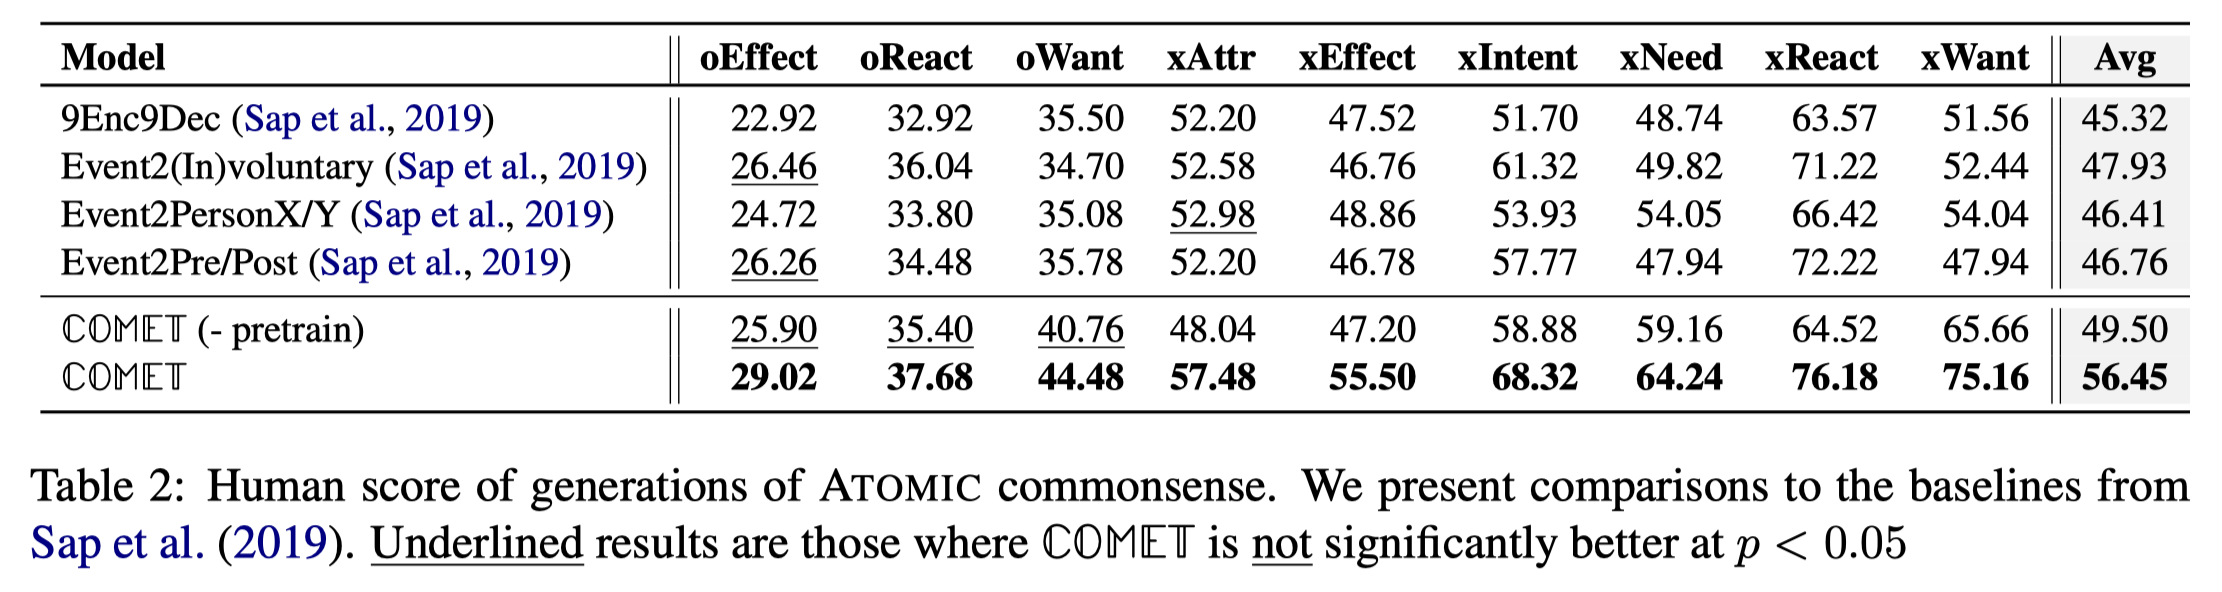 Model oEffect oReact oWant xAttr xEffect xIntent xNeed xReact xWant Avg
9Enc9Dec (Sap et al., 2019) 22.92 32.92 35.50 52.20 47.52 51.70 48.74 63.57 51.56 45.32
Event2(In)voluntary (Sap et al., 2019) 26.46 36.04 34.70 52.58 46.76 61.32 49.82 71.22 52.44 47.93
Event2PersonX/Y (Sap et al., 2019) 24.72 33.80 35.08 52.98 48.86 53.93 54.05 66.42 54.04 46.41
Event2Pre/Post (Sap et al., 2019) 26.26 34.48 35.78 52.20 46.78 57.77 47.94 72.22 47.94 46.76
COMET (- pretrain) 25.90 35.40 40.76 48.04 47.20 58.88 59.16 64.52 65.66 49.50
COMET 29.02 37.68 44.48 57.48 55.50 68.32 64.24 76.18 75.16 56.45
Table 2: Human score of generations of ATOMIC commonsense. We present comparisons to the baselines from
Sap et al. (2019). Underlined results are those where COMET is not significantly better at p < 0.05